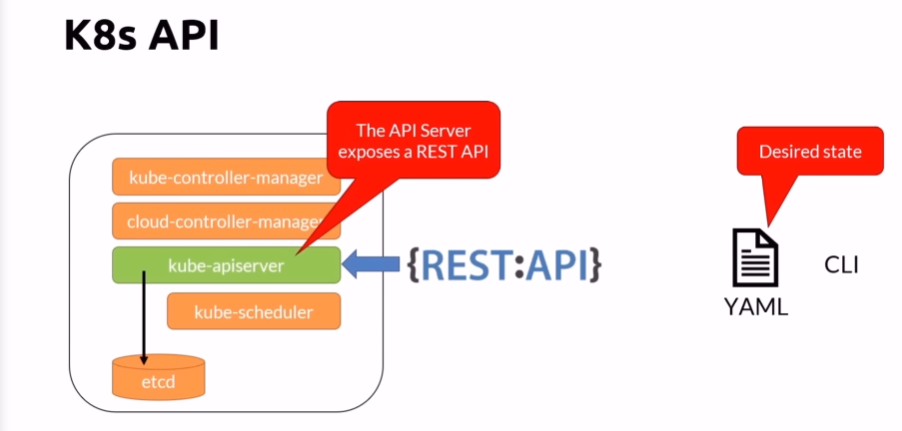 K8s API
The API Server
exposes a REST API
Desired state
kube-controller-manager
cloud-controller-manager
kube-apiserver
{REST:API}
CLI
YAML
kube-scheduler
etcd